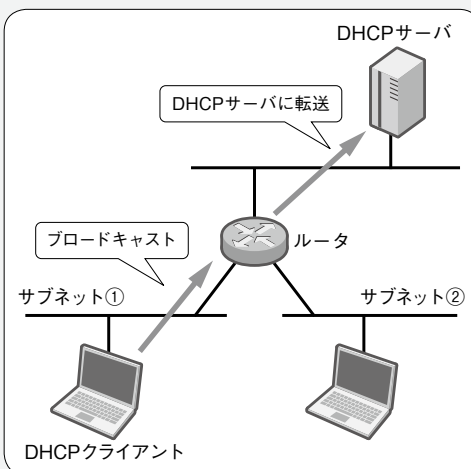 DHCPサーバ
DHCPサーバに転送
ブロードキャスト
ルータ
サブネット①
サブネット②
DHCPクライアント